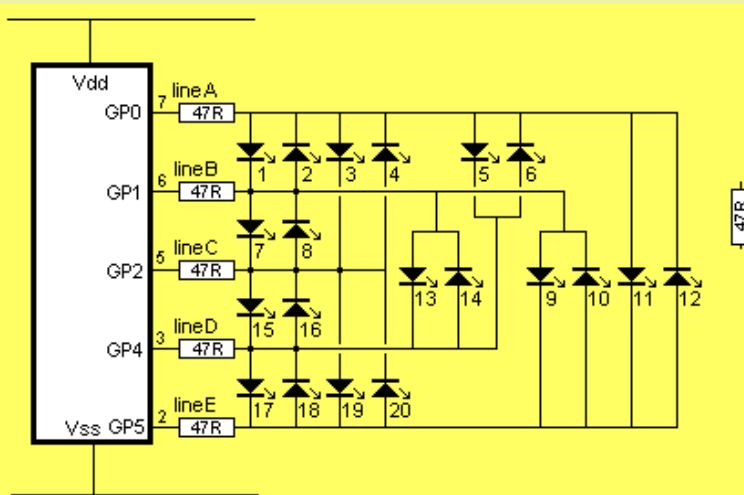 Vdd
lineA
GP0 7 47R
1 2 3 4 5 6
lineB
GP1 6 47R
47R
7 8
lineC
GP2 5 47R
13 14 9 10 11 12
15 16
lineD
GP4 3 47R
lineE
17 18 19 20
Vss GP5 2 47R